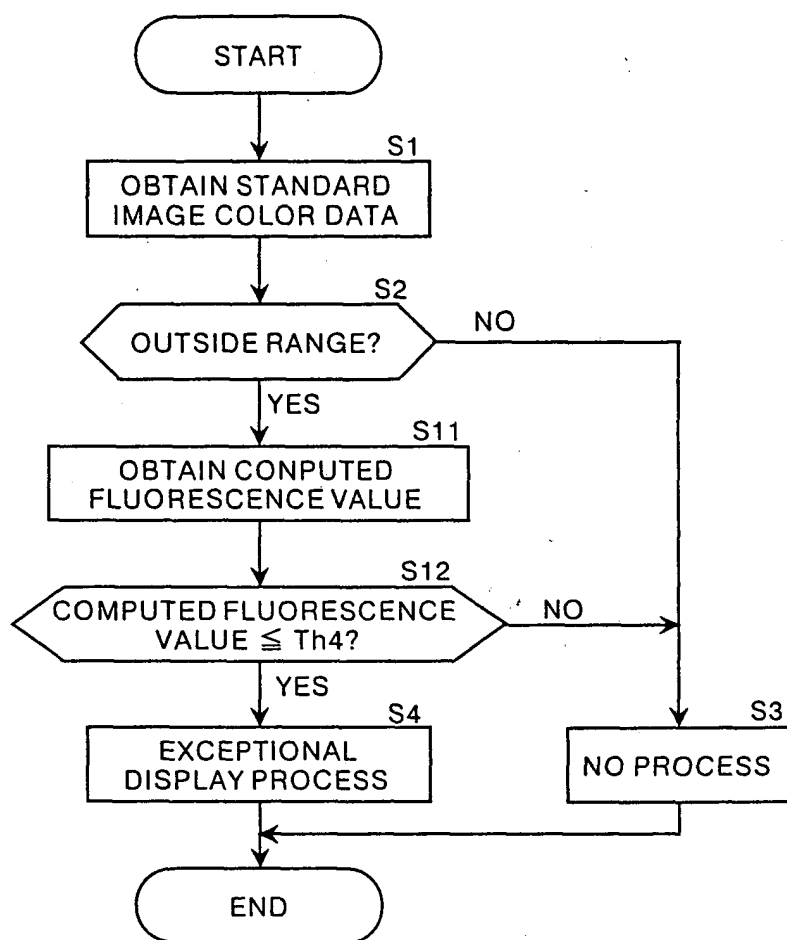 START
S1
OBTAIN STANDARD
IMAGE COLOR DATA
S2
OUTSIDE RANGE?
NO
YES
S11
OBTAIN CONPUTED
FLUORESCENCE VALUE
S12
COMPUTED FLUORESCENCE
VALUE ≦ Th4?
NO
YES
S4
EXCEPTIONAL
DISPLAY PROCESS
S3
NO PROCESS
END